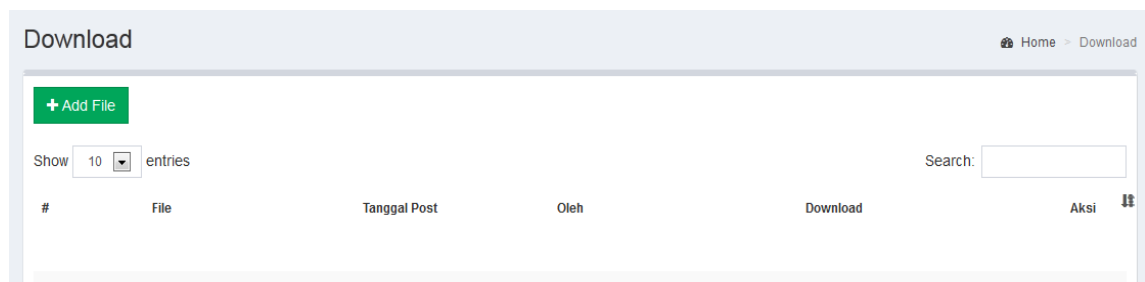 Download
Home > Download
+ Add File
Show 10 entries
Search:
# File Tanggal Post Oleh Download Aksi